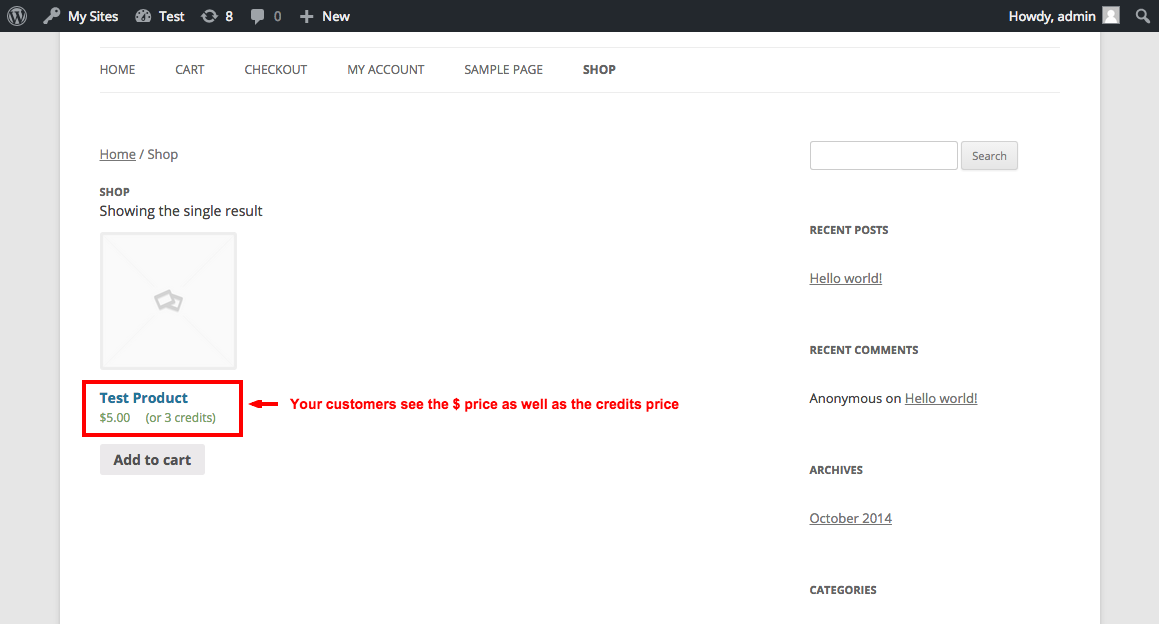 My Sites Test 8 0 New Howdy, admin
HOME CART CHECKOUT MY ACCOUNT SAMPLE PAGE SHOP
Home / Shop
SHOP
Showing the single result
Test Product
$5.00 (or 3 credits)
Your customers see the $ price as well as the credits price
Add to cart
Search
RECENT POSTS
Hello world!
RECENT COMMENTS
Anonymous on Hello world!
ARCHIVES
October 2014
CATEGORIES